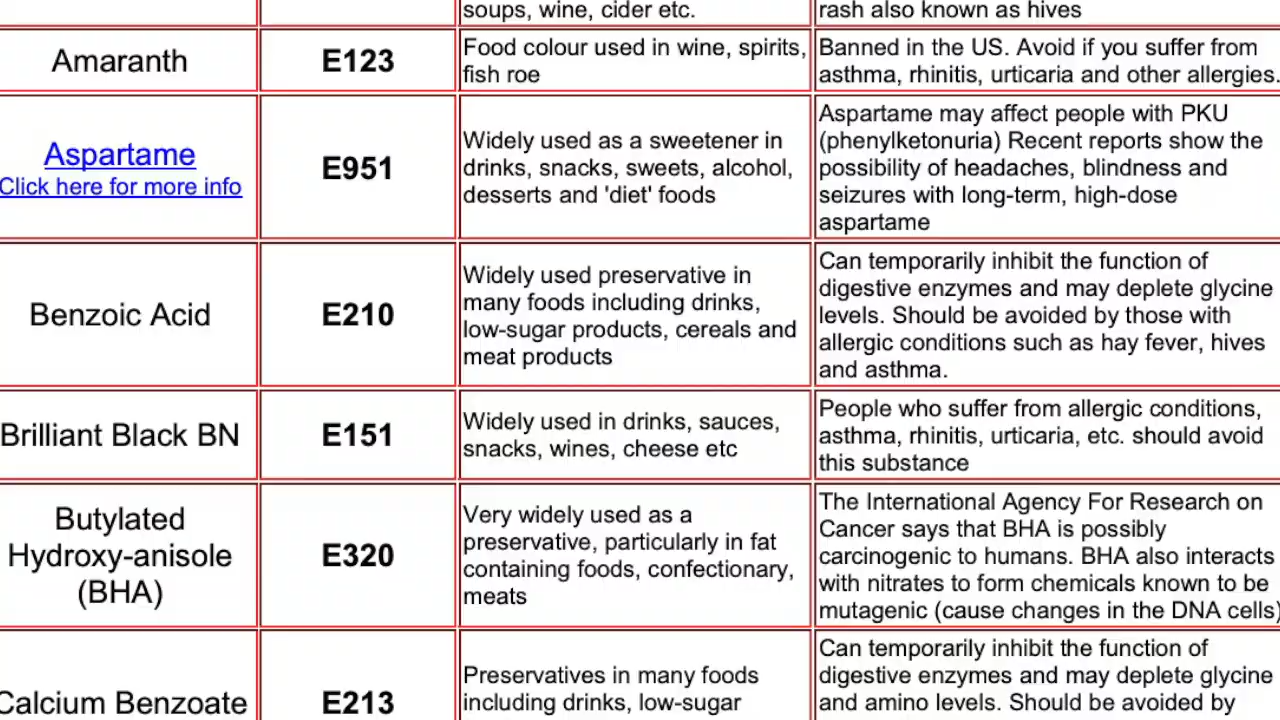 soups, wine, cider etc.
rash also known as hives
Amaranth
E123
Food colour used in wine, spirits,
fish roe
Banned in the US. Avoid if you suffer from
asthma, rhinitis, urticaria and other allergies.
Aspartame
Click here for more info
E951
Widely used as a sweetener in
drinks, snacks, sweets, alcohol,
desserts and 'diet' foods
Aspartame may affect people with PKU
(phenylketonuria) Recent reports show the
possibility of headaches, blindness and
seizures with long-term, high-dose
aspartame
Benzoic Acid
E210
Widely used preservative in
many foods including drinks,
low-sugar products, cereals and
meat products
Can temporarily inhibit the function of
digestive enzymes and may deplete glycine
levels. Should be avoided by those with
allergic conditions such as hay fever, hives
and asthma.
Brilliant Black BN
E151
Widely used in drinks, sauces,
snacks, wines, cheese etc
People who suffer from allergic conditions,
asthma, rhinitis, urticaria, etc. should avoid
this substance
Butylated
Hydroxy-anisole
(BHA)
E320
Very widely used as a
preservative, particularly in fat
containing foods, confectionary,
meats
The International Agency For Research on
Cancer says that BHA is possibly
carcinogenic to humans. BHA also interacts
with nitrates to form chemicals known to be
mutagenic (cause changes in the DNA cells)
Calcium Benzoate
E213
Preservatives in many foods
including drinks, low-sugar
Can temporarily inhibit the function of
digestive enzymes and may deplete glycine
and amino levels. Should be avoided by